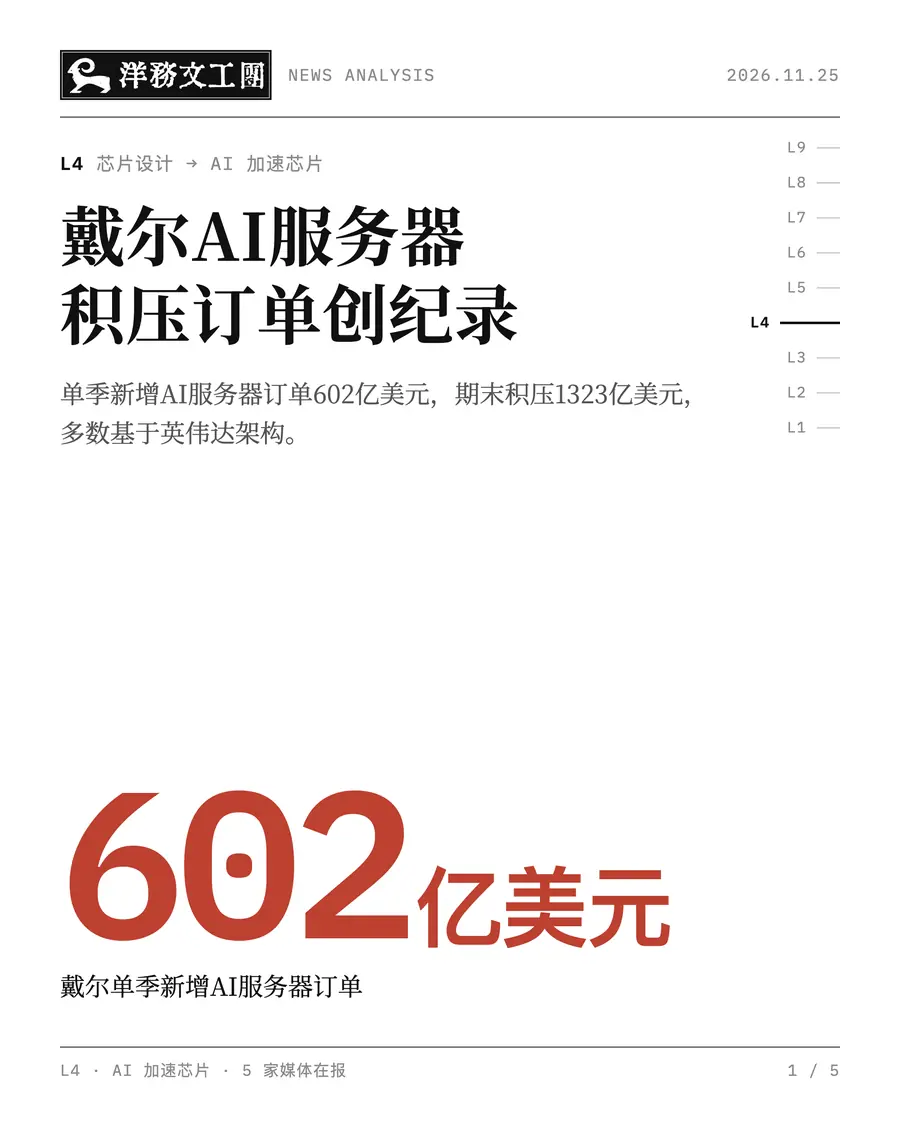 洋務文工團 NEWS ANALYSIS 2026.11.25
L4 芯片设计 → AI 加速芯片
戴尔AI服务器
积压订单创纪录
单季新增AI服务器订单602亿美元，期末积压1323亿美元，
多数基于英伟达架构。
L9
L8
L7
L6
L5
L4
L3
L2
L1
602亿美元
戴尔单季新增AI服务器订单
L4 · AI 加速芯片 · 5 家媒体在报 1 / 5